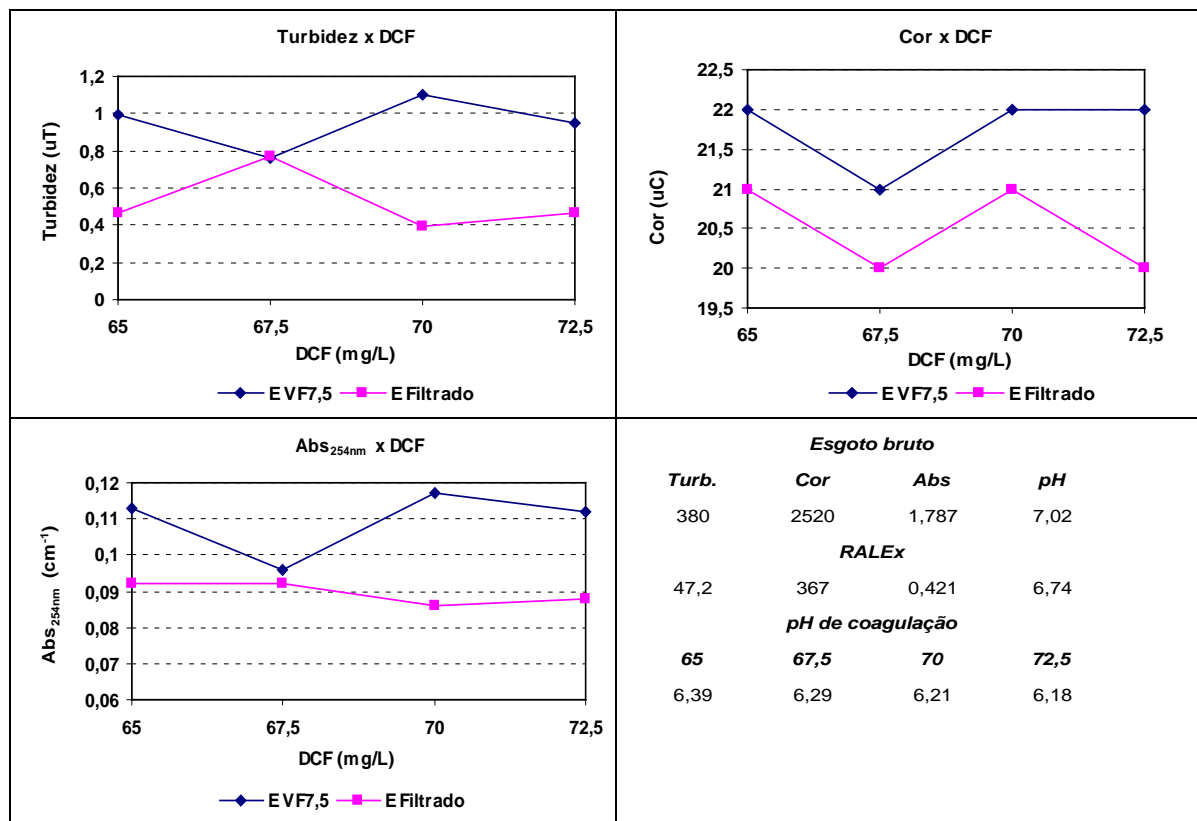 Turbidez x DCF
Turbidez (uT)
1,2
1
0,8
0,6
0,4
0,2
0
65 67,5 70 72,5
DCF (mg/L)
EVF7,5 EFiltrado
Cor x DCF
Cor (uC)
22,5
22
21,5
21
20,5
20
19,5
65 67,5 70 72,5
DCF (mg/L)
EVF7,5 EFiltrado
Abs254nm x DCF
Abs254nm (cm-1)
0,12
0,11
0,1
0,09
0,08
0,07
0,06
65 67,5 70 72,5
DCF (mg/L)
EVF7,5 EFiltrado
Esgoto bruto
Turb. Cor Abs pH
380 2520 1,787 7,02
RALEx
47,2 367 0,421 6,74
pH de coagulação
65 67,5 70 72,5
6,39 6,29 6,21 6,18